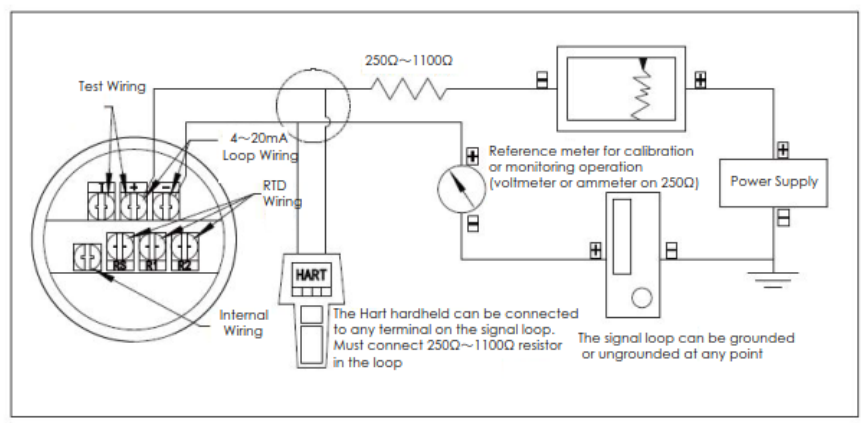 250Ω～1100Ω
Test Wiring
4～20mA
Loop Wiring
RTD
Wiring
T + −
RS R1 R2
Internal
Wiring
HART
The Hart hardheld can be connected
to any terminal on the signal loop.
Must connect 250Ω～1100Ω resistor
in the loop
− +
+
Reference meter for calibration
or monitoring operation
(voltmeter or ammeter on 250Ω)
−
+
Power Supply
−
+ −
The signal loop can be grounded
or ungrounded at any point